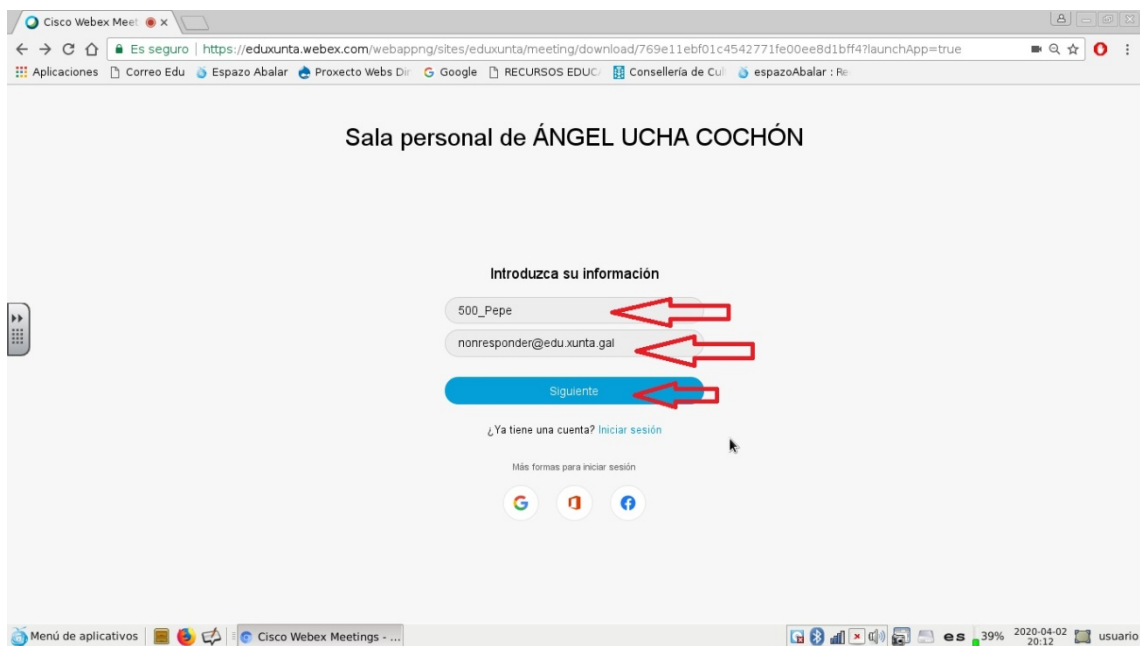 Cisco Webex Meet
Es seguro | https://eduxunta.webex.com/webappng/sites/eduxunta/meeting/download/769e11ebf01c4542771fe00ee8d1bff4?launchApp=true
Aplicaciones Correo Edu Espazo Abalar Proxecto Webs Dir Google RECURSOS EDUC Consellería de Cul espazoAbalar : Re
Sala personal de ÁNGEL UCHA COCHÓN
Introduzca su información
500_Pepe
nonresponder@edu.xunta.gal
Siguiente
¿Ya tiene una cuenta? Iniciar sesión
Más formas para iniciar sesión
Menú de aplicativos Cisco Webex Meetings - ... es 39% 2020-04-02 usuario
20:12